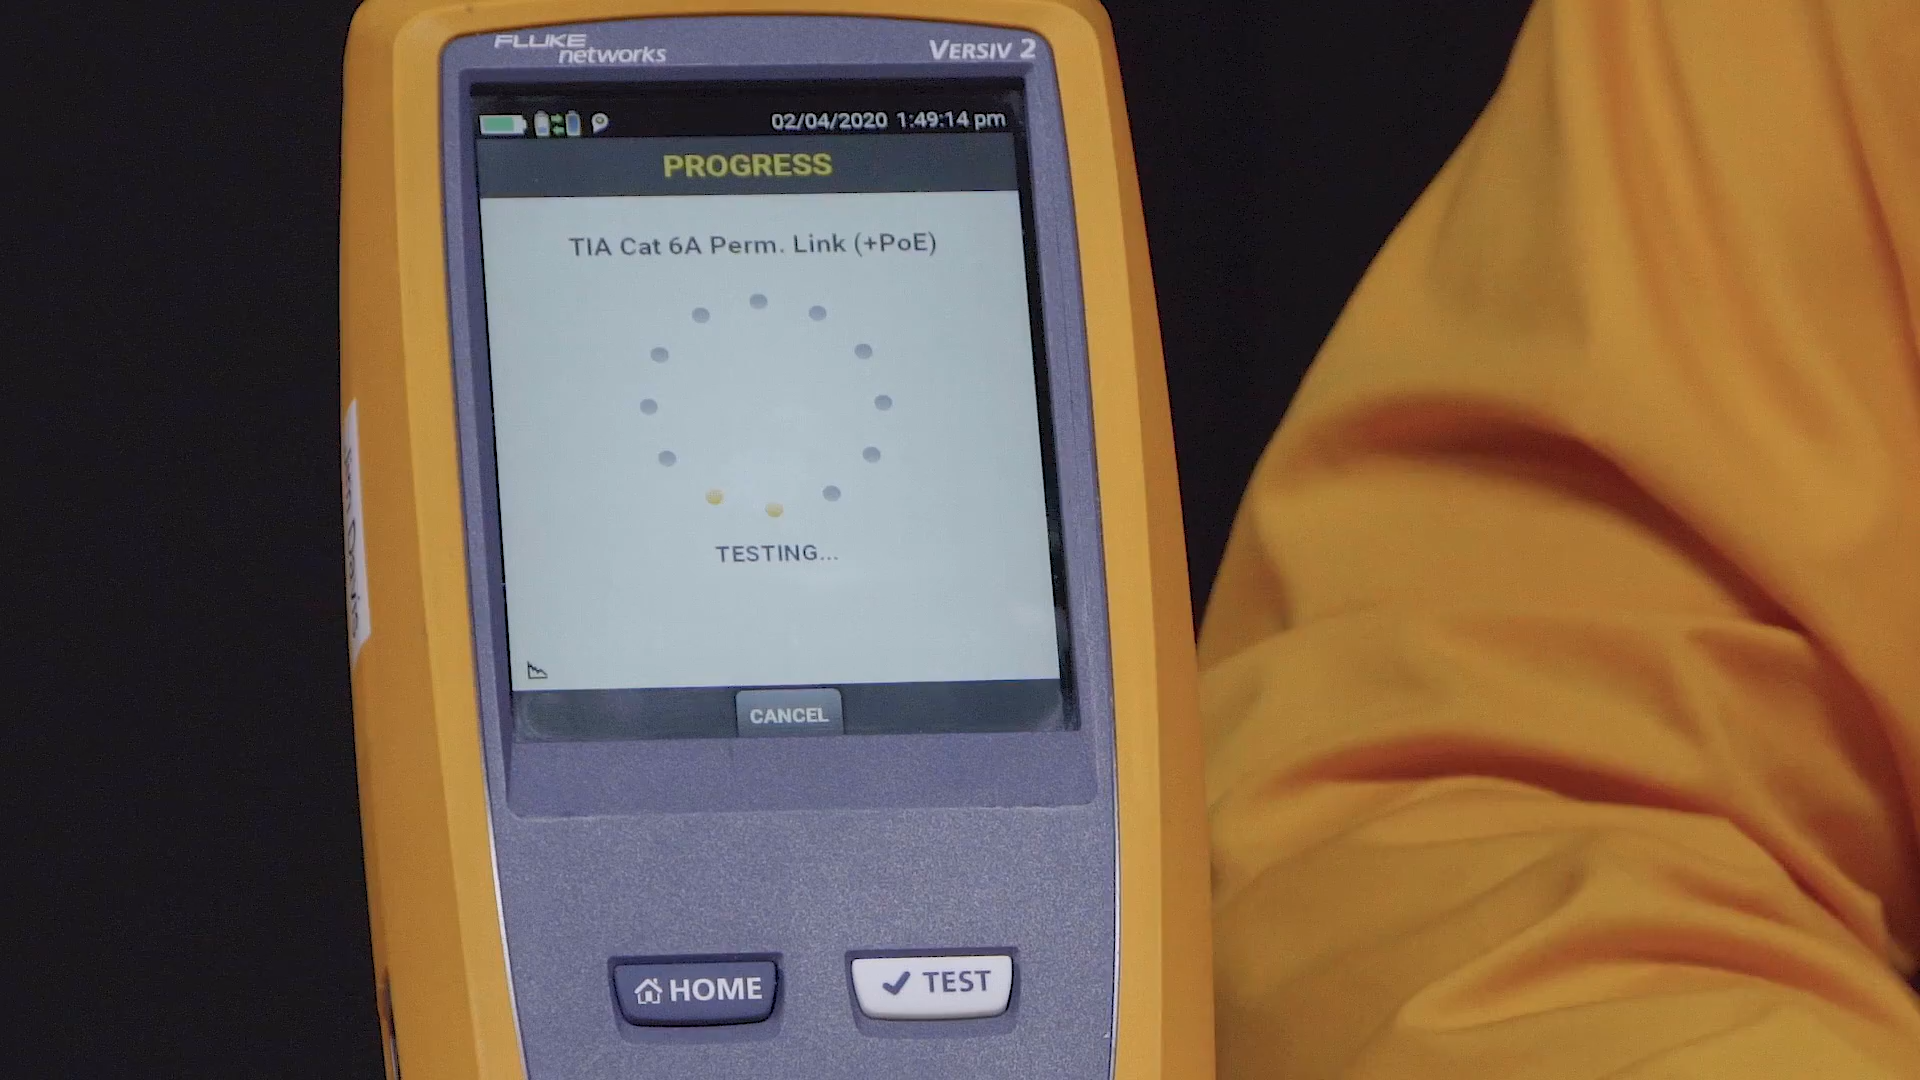 FLUKE
networks
VERSIV 2
02/04/2020 1:49:14 pm
PROGRESS
TIA Cat 6A Perm. Link (+PoE)
TESTING...
CANCEL
HOME
TEST